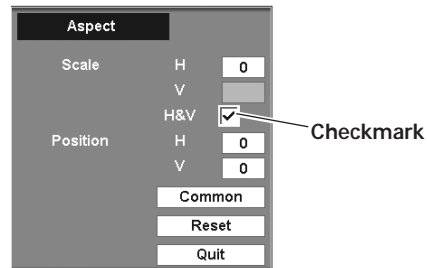 Aspect
Scale H 0
V
H&V
Checkmark
Position H 0
V 0
Common
Reset
Quit